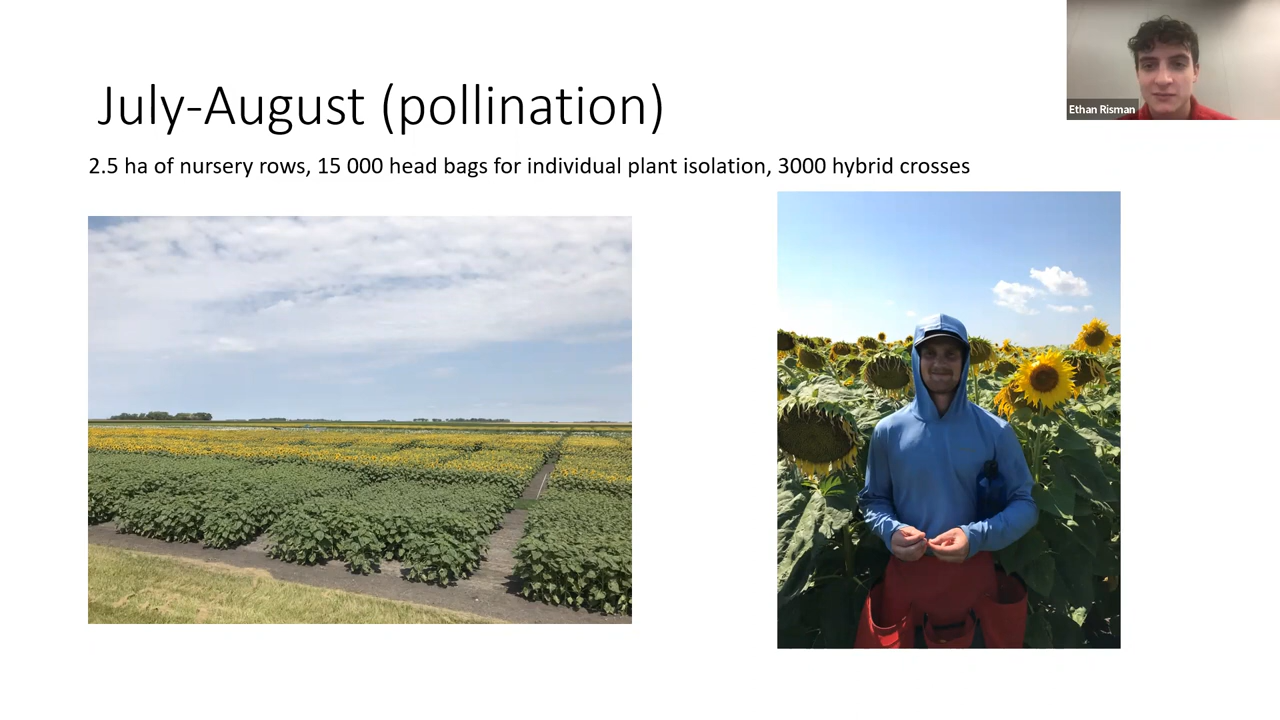 July-August (pollination)
2.5 ha of nursery rows, 15 000 head bags for individual plant isolation, 3000 hybrid crosses
Ethan Risman